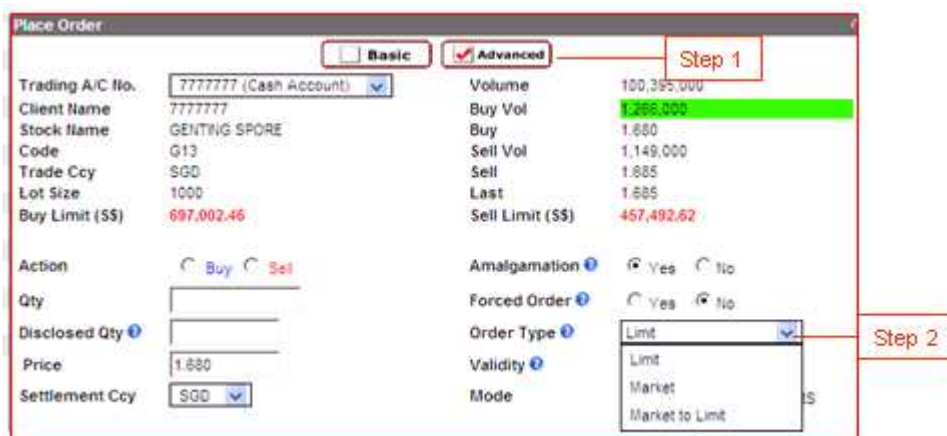 Place Order
Basic Advanced Step 1
Trading A/C No. 7777777 (Cash Account) Volume 100,395,000
Client Name 7777777 Buy Vol 1,266,000
Stock Name GENTING SPORE Buy 1.680
Code G13 Sell Vol 1,149,000
Trade Ccy SGD Sell 1.685
Lot Size 1000 Last 1.685
Buy Limit (S$) 697,002.46 Sell Limit (S$) 457,492.62
Action Buy Sell Amalgamation Yes No
Qty Forced Order Yes No
Disclosed Qty Order Type Limit Step 2
Price 1.680 Validity Limit
Market
Settlement Ccy SGD Mode Market to Limit